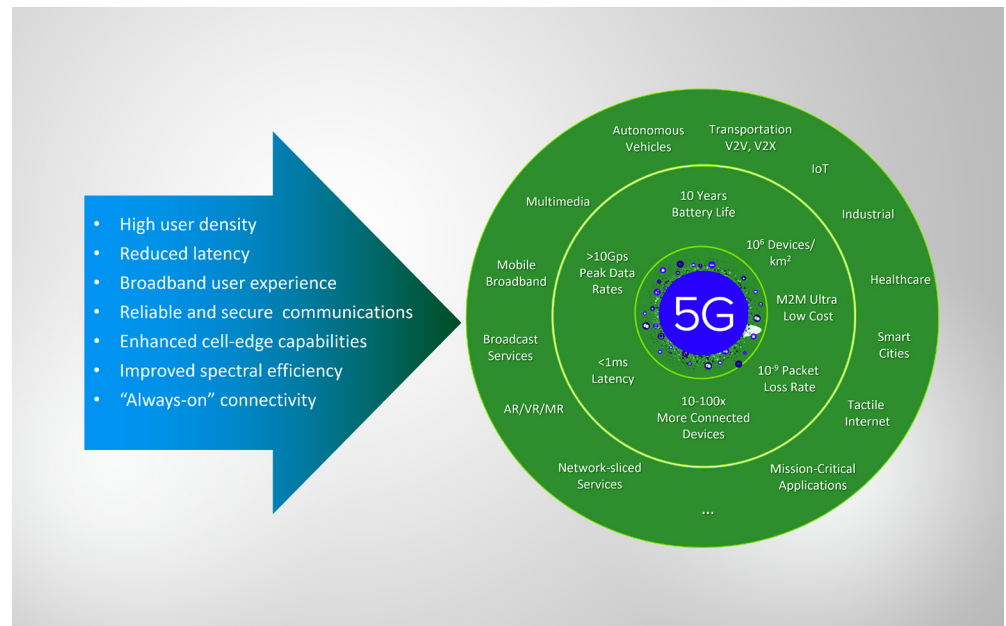 • High user density
• Reduced latency
• Broadband user experience
• Reliable and secure communications
• Enhanced cell-edge capabilities
• Improved spectral efficiency
• “Always-on” connectivity
Autonomous
Vehicles
Transportation
V2V, V2X
IoT
Industrial
Healthcare
Smart
Cities
Tactile
Internet
Mission-Critical
Applications
...
Network-sliced
Services
AR/VR/MR
Broadcast
Services
Mobile
Broadband
Multimedia
10 Years
Battery Life
10⁶ Devices/
km²
M2M Ultra
Low Cost
10⁻⁹ Packet
Loss Rate
10-100x
More Connected
Devices
<1ms
Latency
>10Gps
Peak Data
Rates
5G